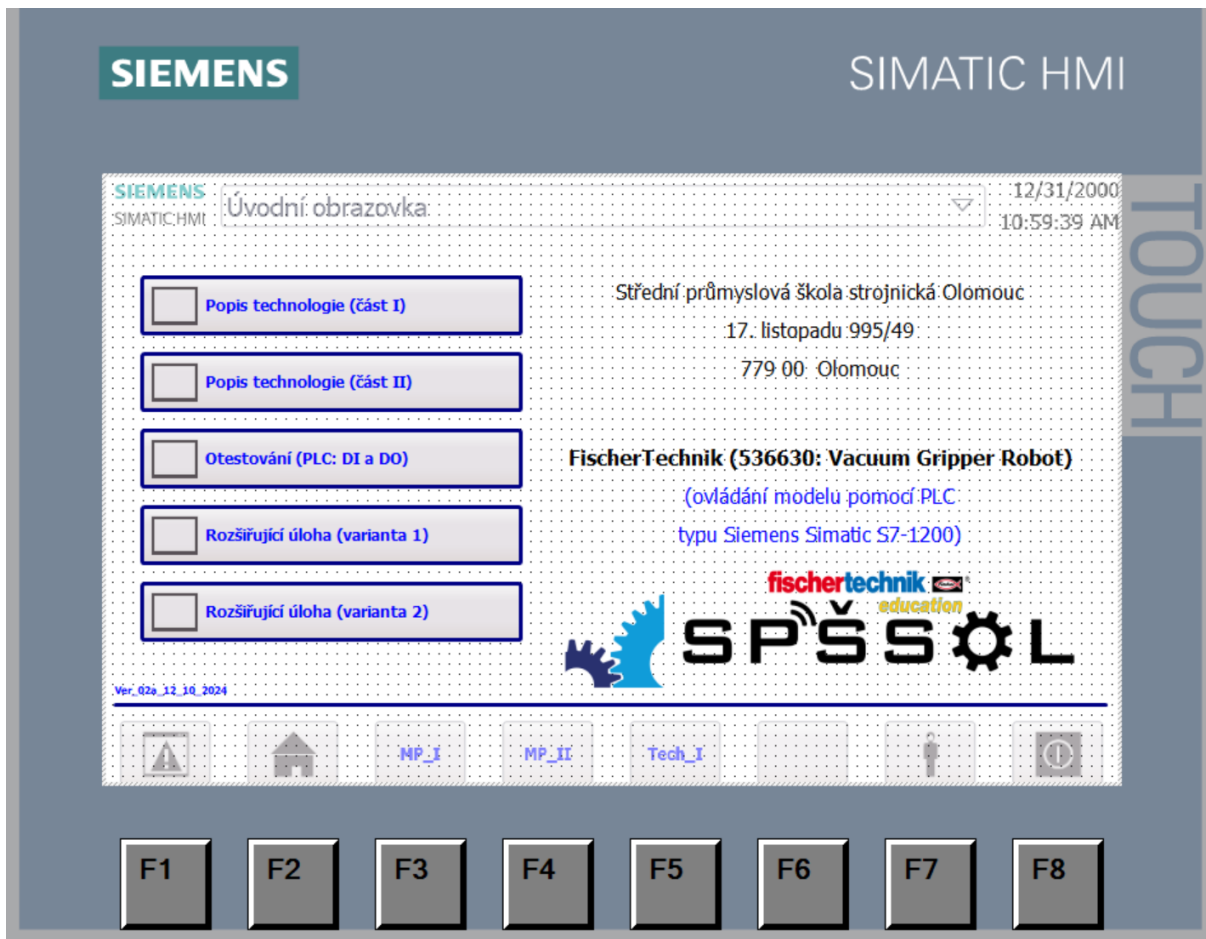 SIEMENS
SIMATIC HMI
TOUCH
SIEMENS
SIMATIC HMI
Úvodní obrazovka
12/31/2000
10:59:39 AM
Popis technologie (část I)
Popis technologie (část II)
Otestování (PLC: DI a DO)
Rozšiřující úloha (varianta 1)
Rozšiřující úloha (varianta 2)
Střední průmyslová škola strojnická Olomouc
17. listopadu 995/49
779 00 Olomouc
FischerTechnik (536630: Vacuum Gripper Robot)
(ovládání modelu pomocí PLC
typu Siemens Simatic S7-1200)
fischertechnik
education
SPŠSOL
Ver_02a_12_10_2024
MP_I
MP_II
Tech_I
F1
F2
F3
F4
F5
F6
F7
F8